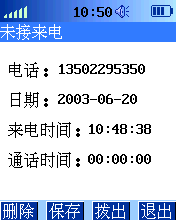 10:50
未接来电
电话：13502295350
日期：2003-06-20
来电时间：10:48:38
通话时间：00:00:00
删除 保存 拨出 退出